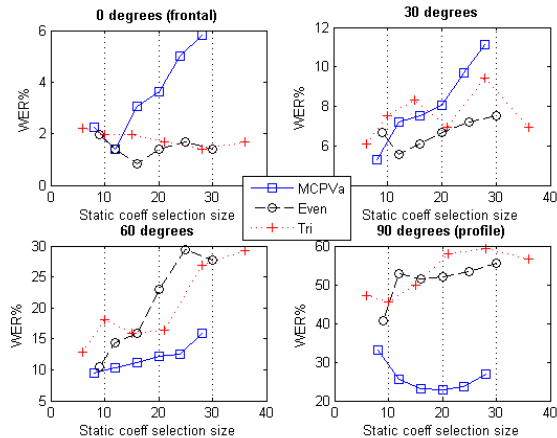 0 degrees (frontal)
WER%
6
4
2
0
0 10 20 30 40
Static coeff selection size
30 degrees
WER%
12
10
8
6
4
0 10 20 30 40
Static coeff selection size
MCPVa
Even
Tri
60 degrees
WER%
30
25
20
15
10
5
0 10 20 30 40
Static coeff selection size
90 degrees (profile)
WER%
60
50
40
30
20
0 10 20 30 40
Static coeff selection size